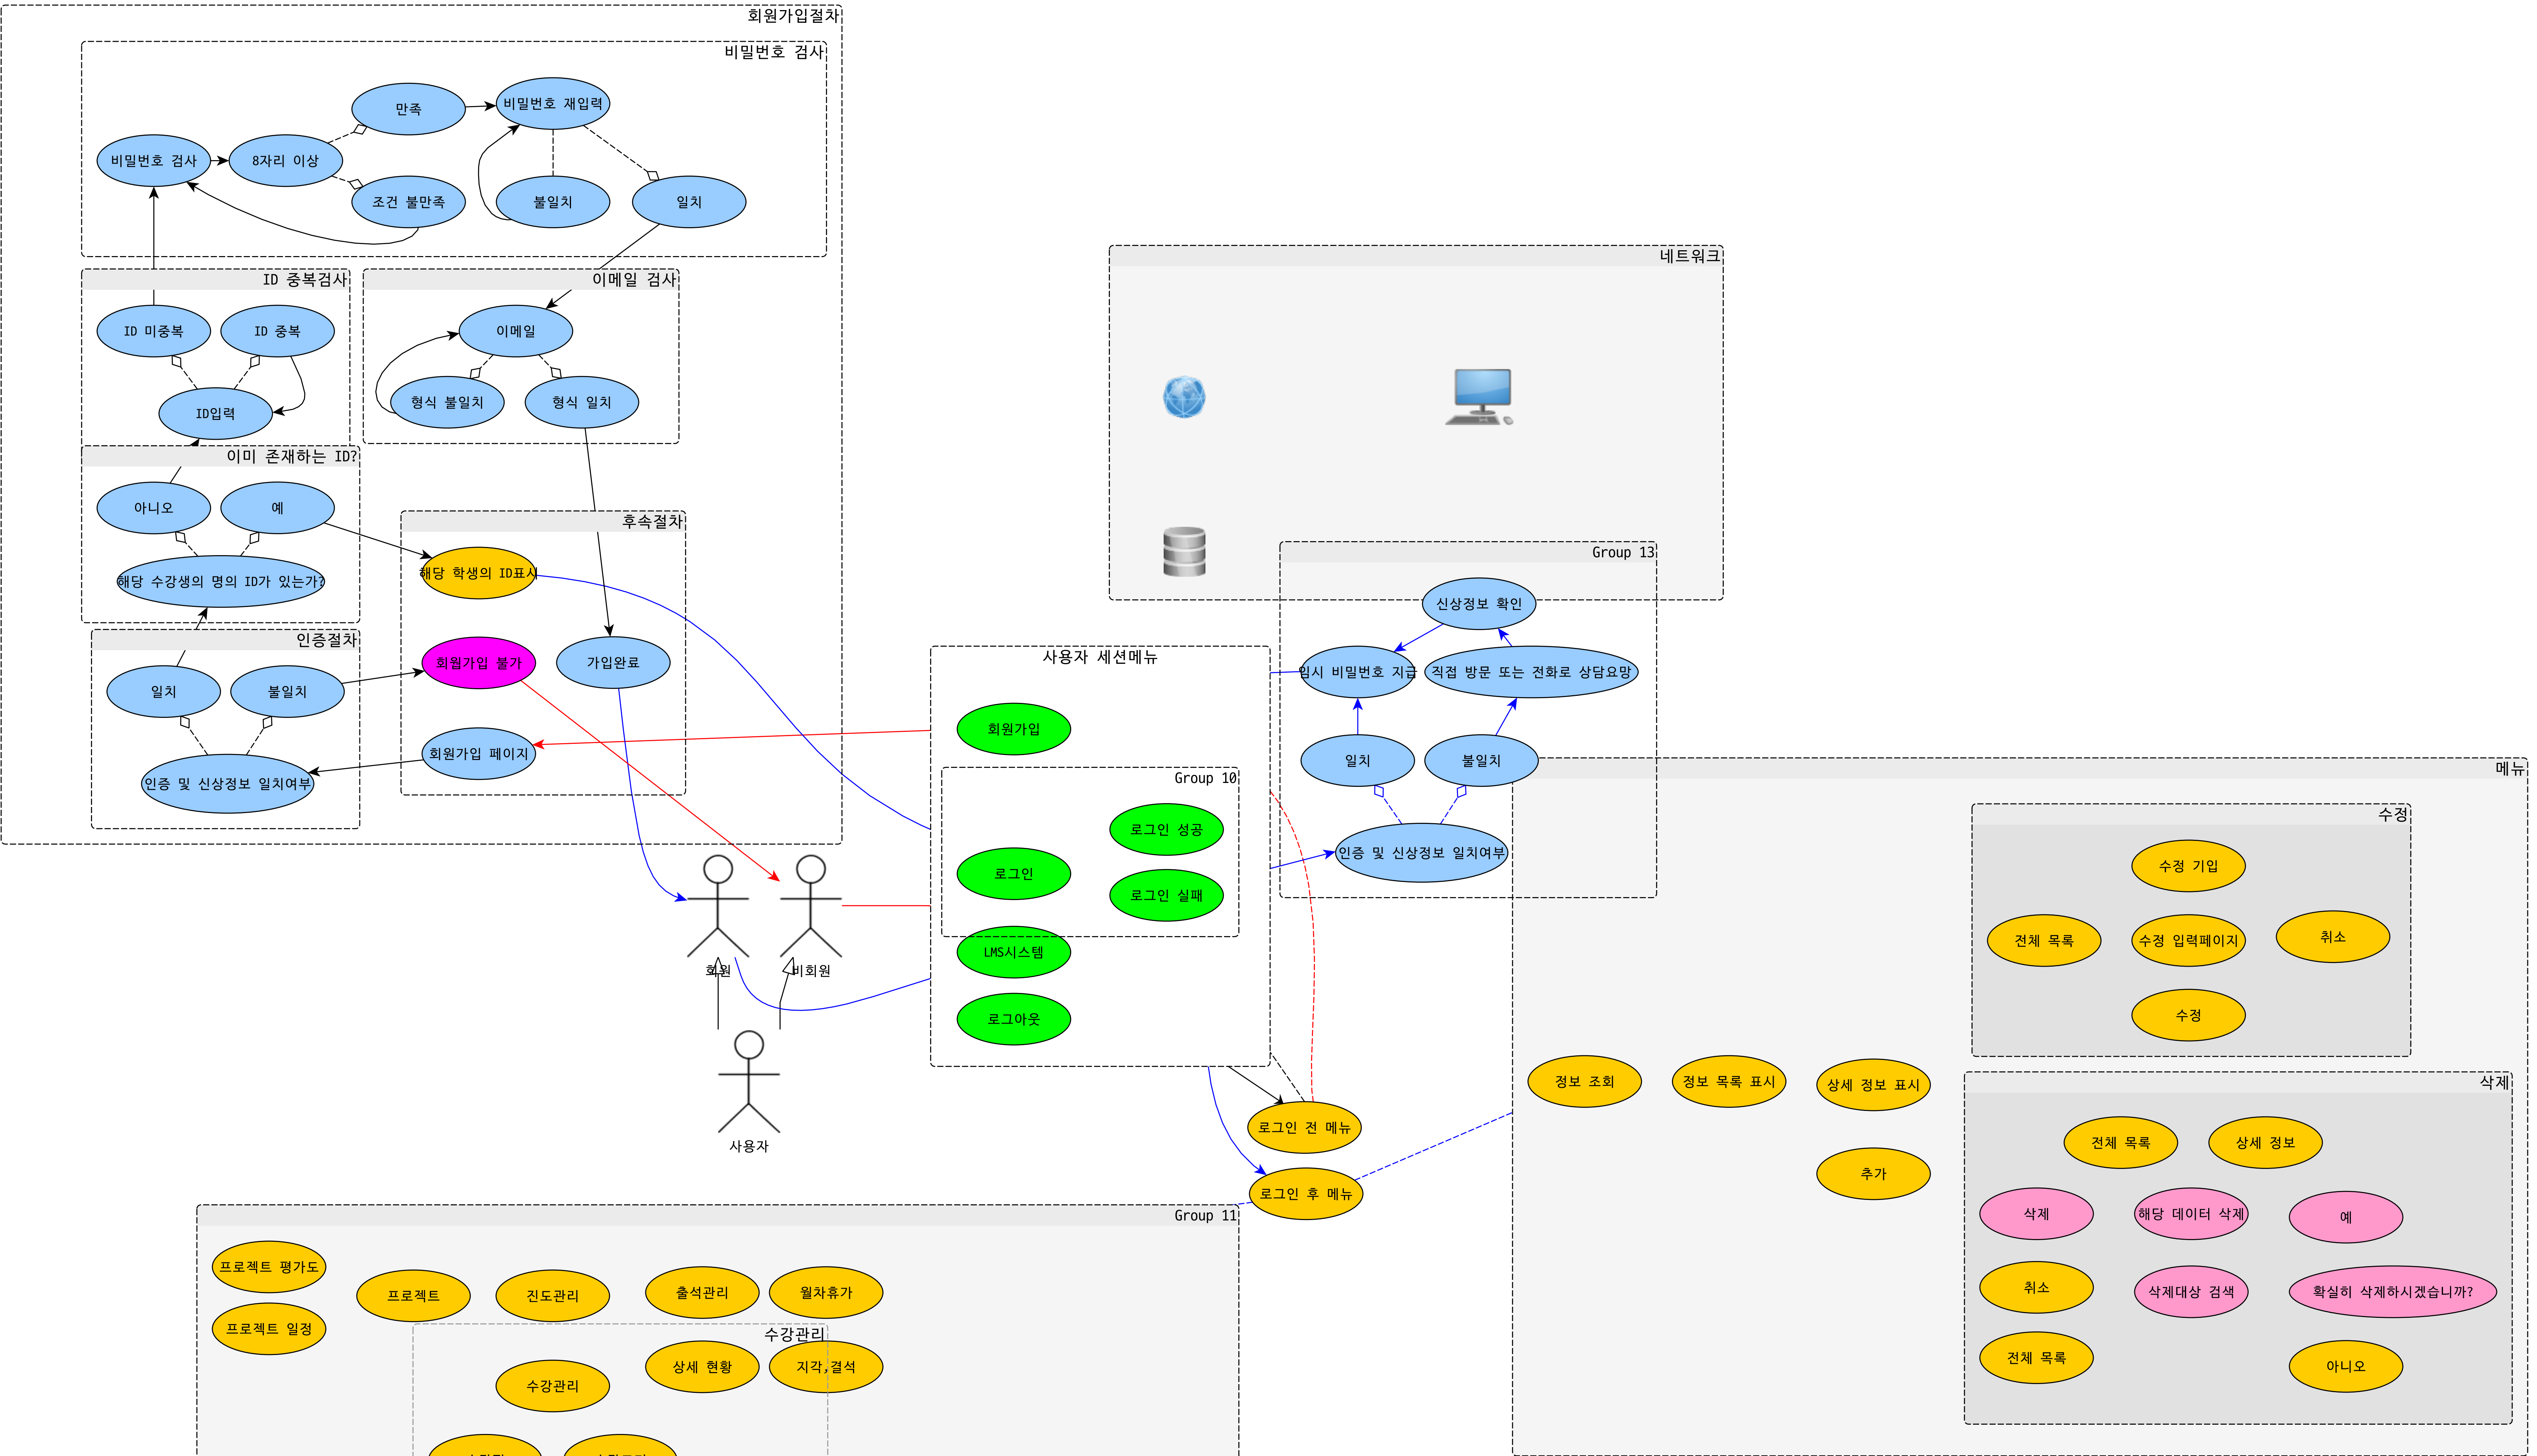 회원가입절차
비밀번호 검사
만족
비밀번호 재입력
비밀번호 검사
8자리 이상
조건 불만족
불일치
일치
ID 중복검사
ID 미중복
ID 중복
ID입력
이메일 검사
이메일
형식 불일치
형식 일치
이미 존재하는 ID?
아니오
예
해당 수강생의 명의 ID가 있는가?
인증절차
일치
불일치
인증 및 신상정보 일치여부
후속절차
해당 학생의 ID표시
회웝가입 불가
가입완료
회원가입 페이지
네트워크
Group 13
신상정보 확인
임시 비밀번호 지급
직접 방문 또는 전화로 상담요망
일치
불일치
인증 및 신상정보 일치여부
사용자 세션메뉴
회원가입
Group 10
로그인 성공
로그인
로그인 실패
LMS시스템
로그아웃
회원
비회원
사용자
로그인 전 메뉴
로그인 후 메뉴
메뉴
수정
수정 기입
전체 목록
수정 입력페이지
취소
수정
정보 조회
정보 목록 표시
상세 정보 표시
추가
삭제
전체 목록
상세 정보
삭제
해당 데이터 삭제
예
취소
삭제대상 검색
확실히 삭제하시겠습니까?
전체 목록
아니오
Group 11
프로젝트 평가도
프로젝트
진도관리
출석관리
월차휴가
프로젝트 일정
수강관리
상세 현황
지각,결석
수강관리